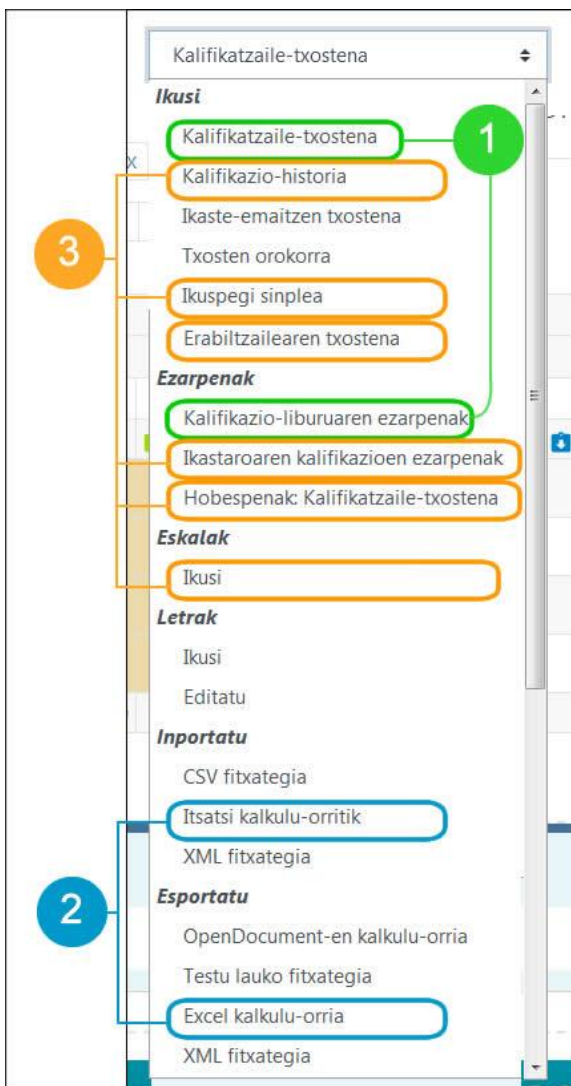 Kalifikatzaile-txostena
Ikusi
Kalifikatzaile-txostena
1
x
Kalifikazio-historia
Ikaste-emaitzen txostena
3
Txosten orokorra
Ikuspegi sinplea
Erabiltzailearen txostena
Ezarpenak
Kalifikazio-liburuaren ezarpenak
Ikastaroaren kalifikazioen ezarpenak
Hobespenak: Kalifikatzaile-txostena
Eskalak
Ikusi
Letrak
Ikusi
Editatu
Inportatu
CSV fitxategia
Itsatsi kalkulu-orritik
XML fitxategia
Esportatu
2
OpenDocument-en kalkulu-orria
Testu lauko fitxategia
Excel kalkulu-orria
XML fitxategia